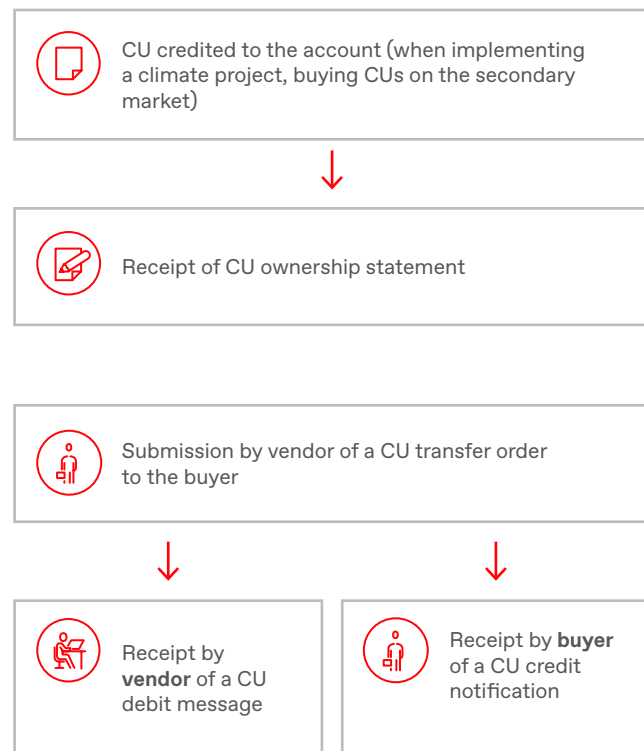 CU credited to the account (when implementing
a climate project, buying CUs on the secondary
market)
Receipt of CU ownership statement
Submission by vendor of a CU transfer order
to the buyer
Receipt by
vendor of a CU
debit message
Receipt by buyer
of a CU credit
notification